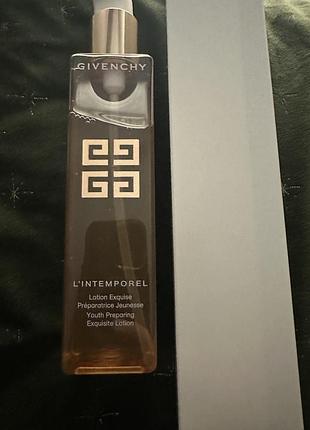 GIVENCHY
L'INTEMPOREL
Lotion Exquise
Préparatrice Jeunesse
Youth Preparing
Exquisite Lotion